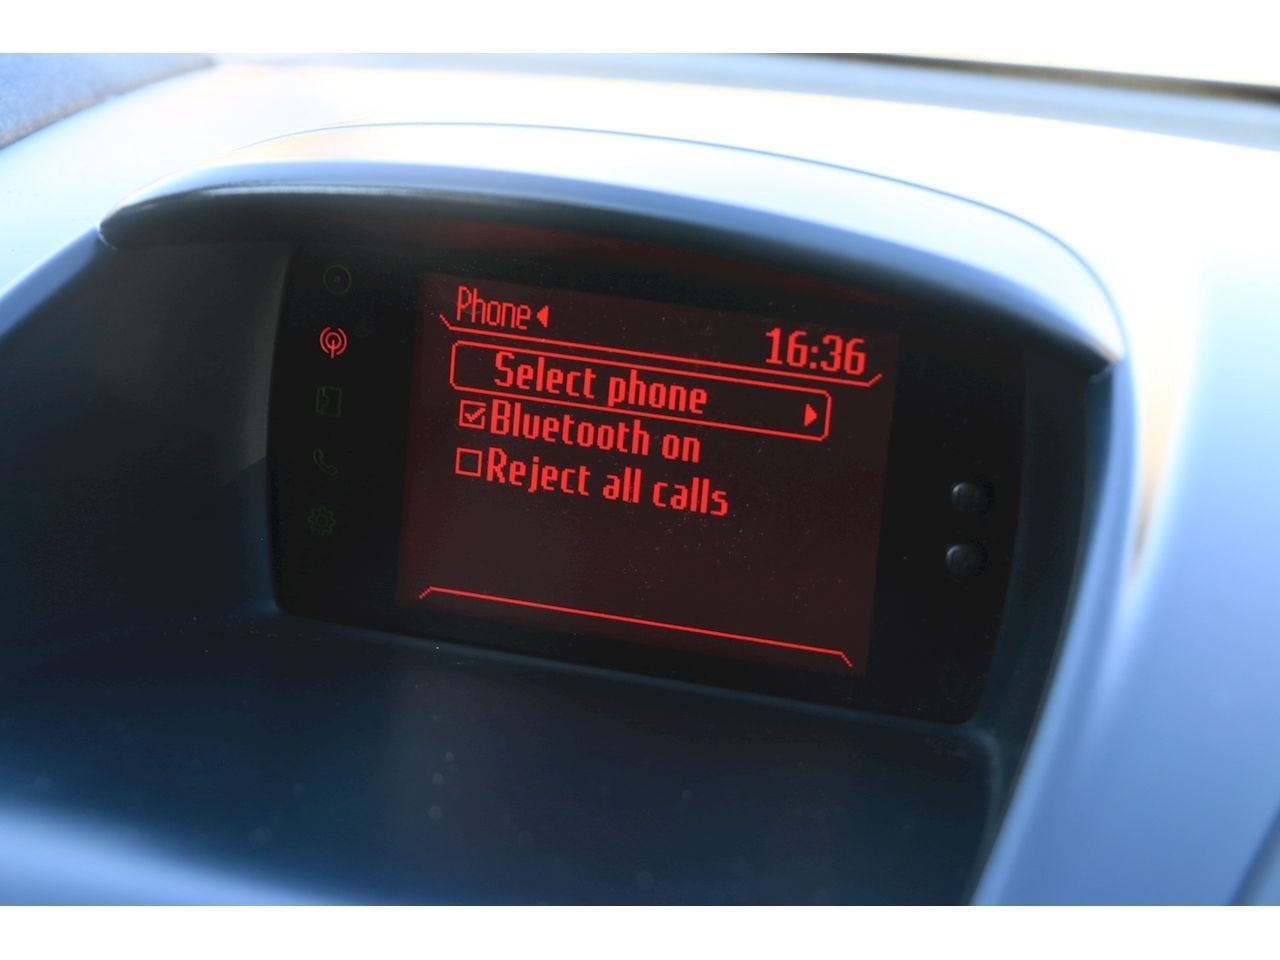 Phone
16:36
Select phone
Bluetooth on
Reject all calls